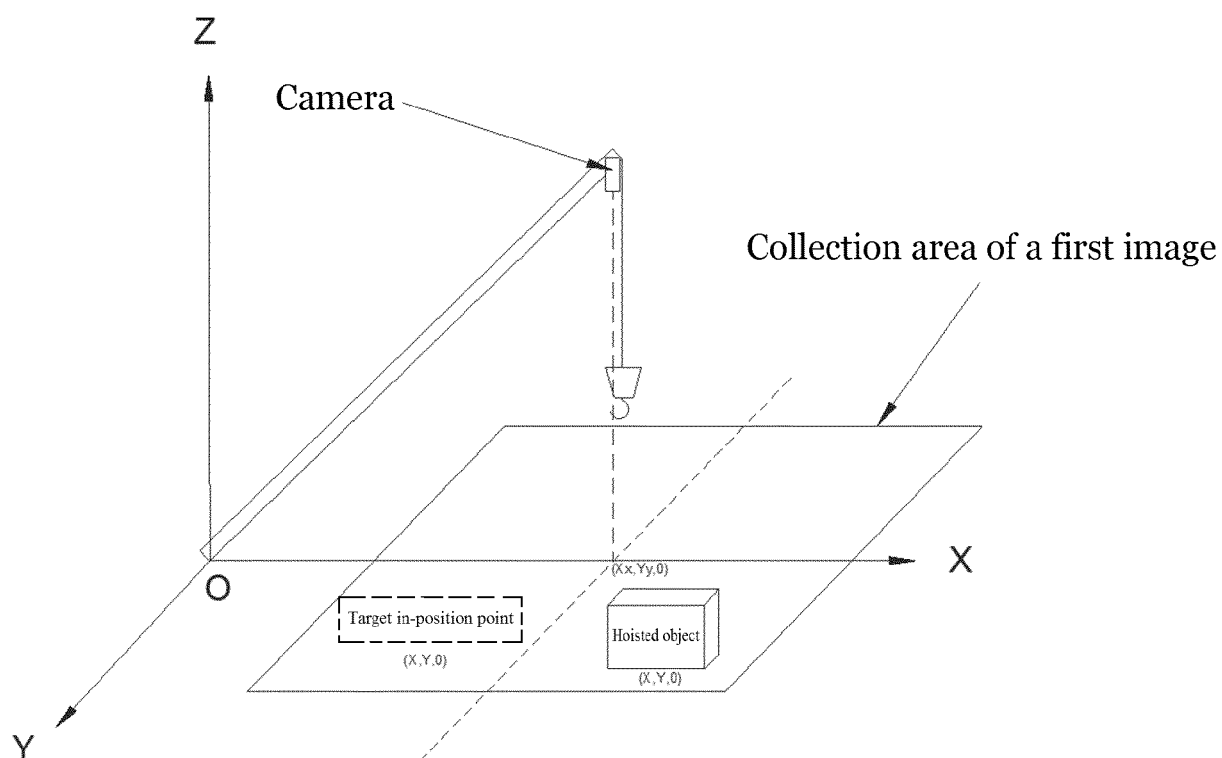 Z
Camera
Collection area of a first image
X
O
(Xx,Yy,0)
Target in-position point
Hoisted object
(X,Y,0)
(X,Y,0)
Y